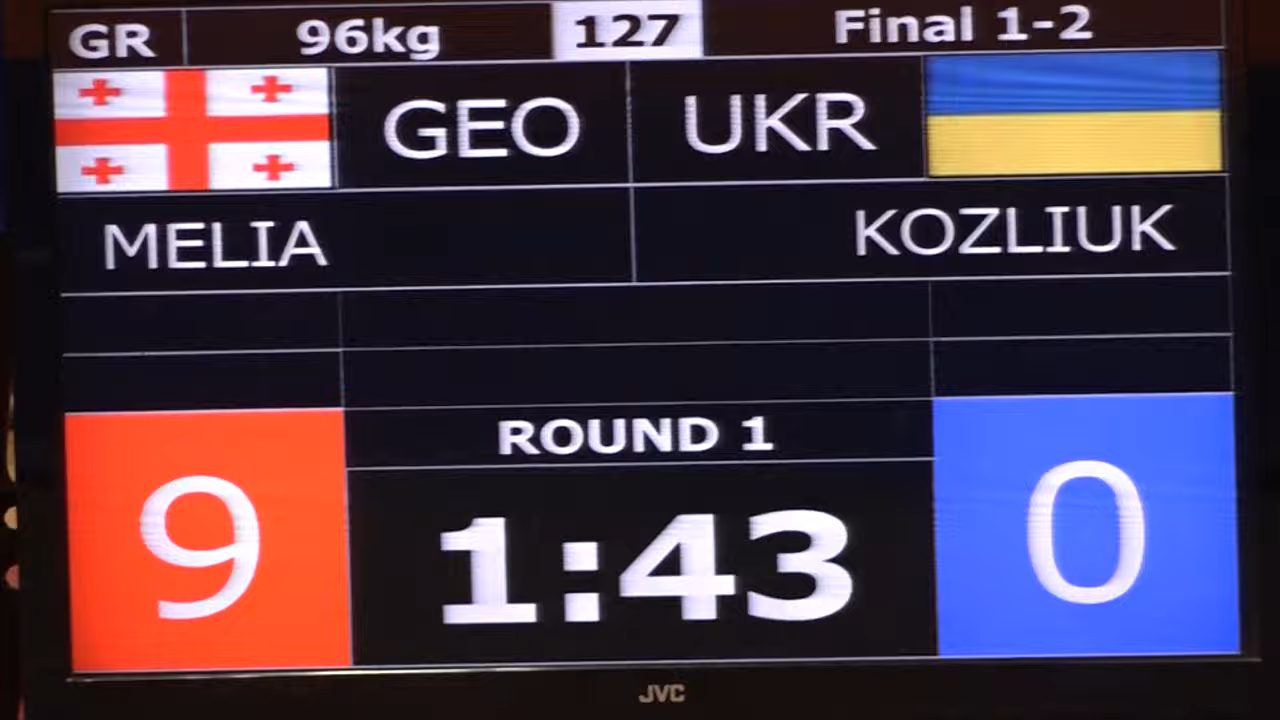 GR 96kg 127 Final 1-2
GEO UKR
MELIA KOZLIUK
ROUND 1
9 1:43 0
JVC